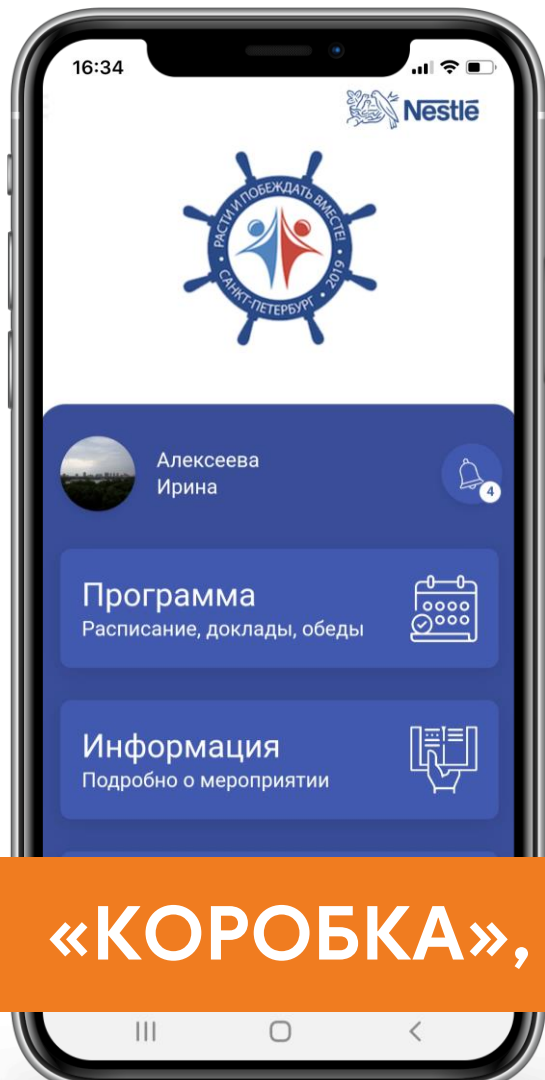 16:34
Nestlē
РАСТИ И ПОБЕЖДАТЬ ВМЕСТЕ!
САНКТ-ПЕТЕРБУРГ • 2019
Алексеева
Ирина
4
Программа
Расписание, доклады, обеды
Информация
Подробно о мероприятии
«КОРОБКА»,